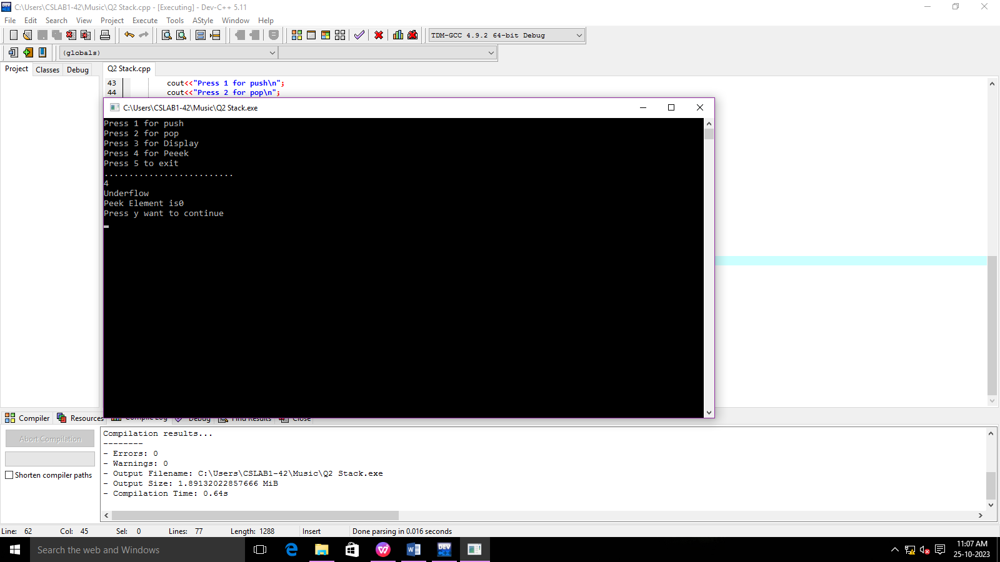 C:\Users\CSLAB1-42\Music\Q2 Stack.cpp - [Executing] - Dev-C++ 5.11
File Edit Search View Project Execute Tools AStyle Window Help
TDM-GCC 4.9.2 64-bit Debug
(globals)
Project Classes Debug
Q2 Stack.cpp
43 cout<<"Press 1 for push\n";
44 cout<<"Press 2 for pop\n";
C:\Users\CSLAB1-42\Music\Q2 Stack.exe
Press 1 for push
Press 2 for pop
Press 3 for Display
Press 4 for Peeek
Press 5 to exit
..........................
4
Underflow
Peek Element is0
Press y want to continue
Compiler Resources Compile Log Debug Find Results Close
Abort Compilation
Shorten compiler paths
Compilation results...
--------
- Errors: 0
- Warnings: 0
- Output Filename: C:\Users\CSLAB1-42\Music\Q2 Stack.exe
- Output Size: 1.89132022857666 MiB
- Compilation Time: 0.64s
Line: 62 Col: 45 Sel: 0 Lines: 77 Length: 1288 Insert Done parsing in 0.016 seconds
Search the web and Windows
11:07 AM
25-10-2023